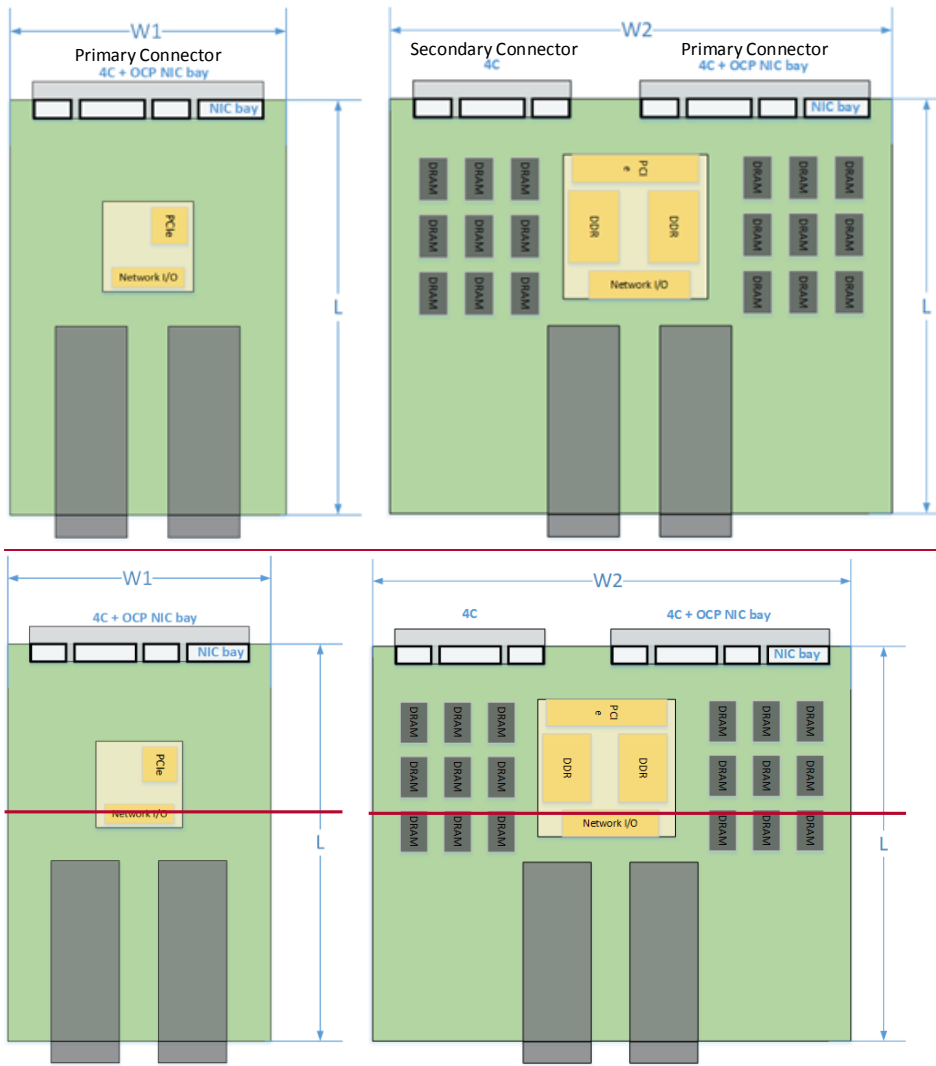 W1
Primary Connector
4C + OCP NIC bay
NIC bay
PCIe
Network I/O
L
W2
Secondary Connector
4C
Primary Connector
4C + OCP NIC bay
NIC bay
DRAM DRAM DRAM
DRAM DRAM DRAM
DRAM DRAM DRAM
PCI
e
DDR DDR
Network I/O
DRAM DRAM DRAM
DRAM DRAM DRAM
DRAM DRAM DRAM
L
W1
4C + OCP NIC bay
NIC bay
PCIe
Network I/O
L
W2
4C
4C + OCP NIC bay
NIC bay
DRAM DRAM DRAM
DRAM DRAM DRAM
DRAM DRAM DRAM
PCI
e
DDR DDR
Network I/O
DRAM DRAM DRAM
DRAM DRAM DRAM
DRAM DRAM DRAM
L